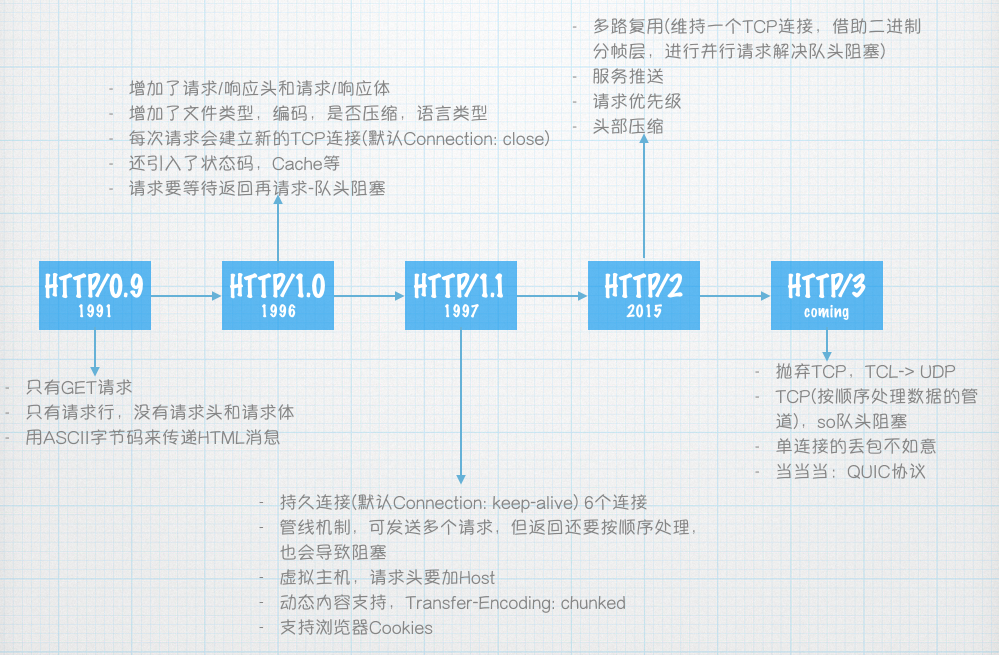 - 多路复用(维持一个TCP连接，借助二进制
分帧层，进行并行请求解决队头阻塞)
- 服务推送
- 请求优先级
- 头部压缩
- 增加了请求/响应头和请求/响应体
- 增加了文件类型，编码，是否压缩，语言类型
- 每次请求会建立新的TCP连接(默认Connection: close)
- 还引入了状态码，Cache等
- 请求要等待返回再请求-队头阻塞
HTTP/0.9
1991
HTTP/1.0
1996
HTTP/1.1
1997
HTTP/2
2015
HTTP/3
coming
- 只有GET请求
- 只有请求行，没有请求头和请求体
- 用ASCII字节码来传递HTML消息
- 抛弃TCP，TCL-> UDP
- TCP(按顺序处理数据的管
道)，so队头阻塞
- 单连接的丢包不如意
- 当当当：QUIC协议
- 持久连接(默认Connection: keep-alive) 6个连接
- 管线机制，可发送多个请求，但返回还要按顺序处理，
也会导致阻塞
- 虚拟主机，请求头要加Host
- 动态内容支持，Transfer-Encoding: chunked
- 支持浏览器Cookies